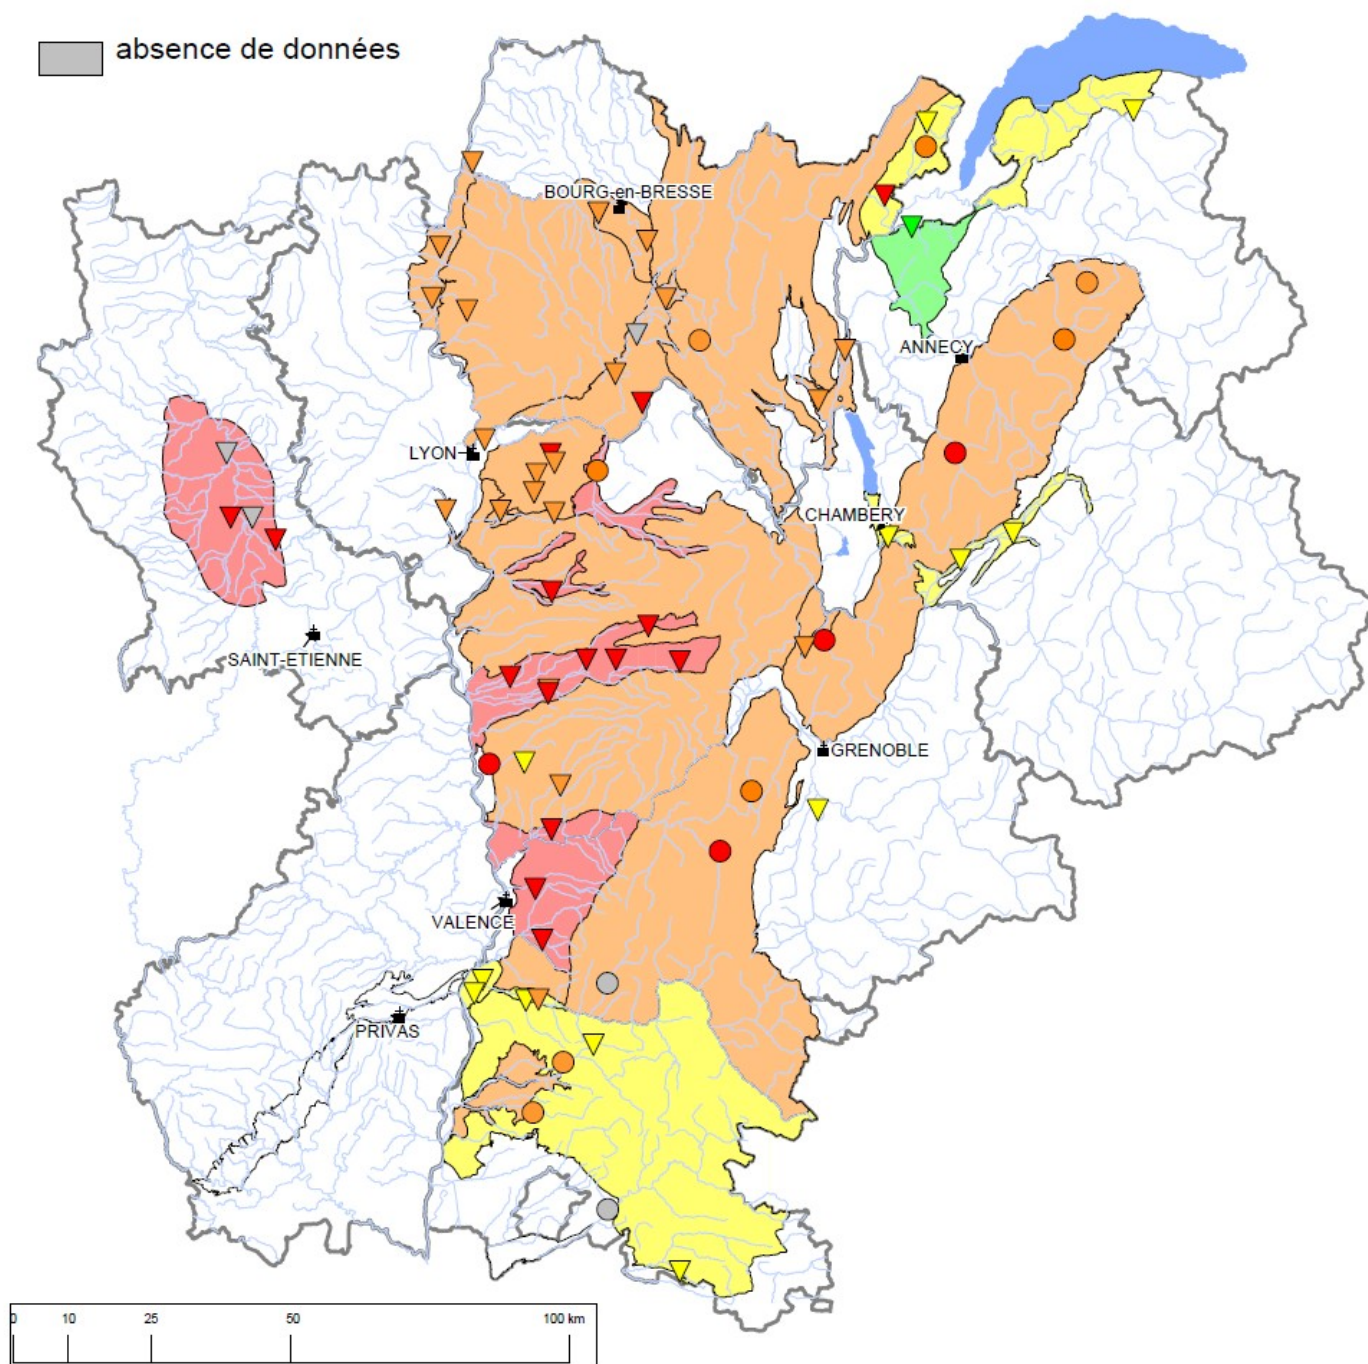 absence de données
BOURG-en-BRESSE
ANNECY
LYON
CHAMBERY
SAINT-ETIENNE
GRENOBLE
VALENCE
PRIVAS
0 10 25 50 100 km